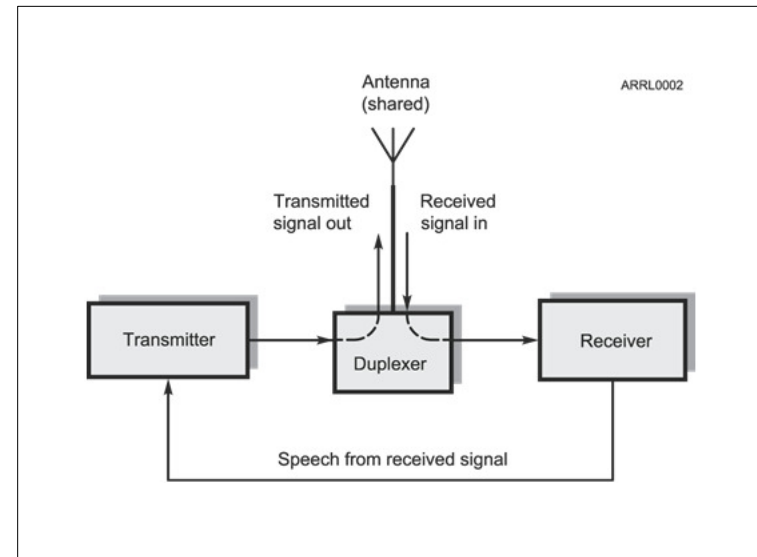 Antenna
(shared)
ARRL0002
Transmitted
signal out
Received
signal in
Transmitter
Duplexer
Receiver
Speech from received signal